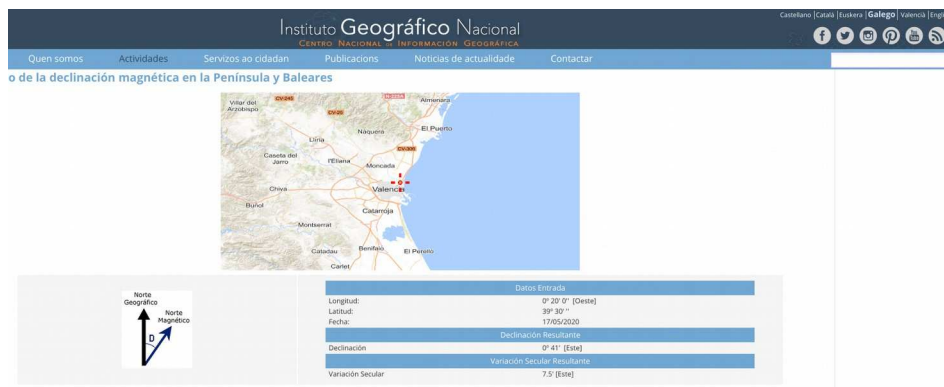 Castellano |Català |Euskera |Galego| Valencià |Engl
Instituto Geográfico Nacional
CENTRO NACIONAL DE INFORMACIÓN GEOGRÁFICA
Quen somos Actividades Servizos ao cidadan Publicacions Noticias de actualidade Contactar
o de la declinación magnética en la Península y Baleares
Villar del
Arzobispo
CV-245
Almenara
CV-25
Náquera
El Puerto
Llíria
CV-309
Caseta del
Jarro
l'Eliana
Moncada
Chiva
Valencia
Buñol
Catarroja
Montserrat
Catadau
Benifaió
El Perelló
Carlet
Norte
Geográfico
Norte
Magnético
D
Datos Entrada
Longitud: 0° 20' 0'' [Oeste]
Latitud: 39° 30' ''
Fecha: 17/05/2020
Declinación Resultante
Declinación 0° 41' [Este]
Variación Secular Resultante
Variación Secular 7.5' [Este]